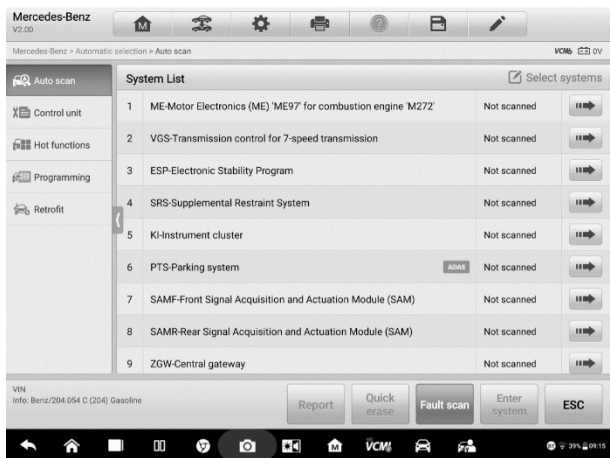 Mercedes-Benz
V2.00
Mercedes-Benz > Automatic selection > Auto scan
VCMi 0V
Auto scan
Control unit
Hot functions
Programming
Retrofit
System List
Select systems
1 ME-Motor Electronics (ME) 'ME97' for combustion engine 'M272' Not scanned
2 VGS-Transmission control for 7-speed transmission Not scanned
3 ESP-Electronic Stability Program Not scanned
4 SRS-Supplemental Restraint System Not scanned
5 KI-Instrument cluster Not scanned
6 PTS-Parking system ADAS Not scanned
7 SAMF-Front Signal Acquisition and Actuation Module (SAM) Not scanned
8 SAMR-Rear Signal Acquisition and Actuation Module (SAM) Not scanned
9 ZGW-Central gateway Not scanned
VIN
Info: Benz/204.054 C (204) Gasoline
Report
Quick
erase
Fault scan
Enter
system
ESC
VCMI
39% 09:15